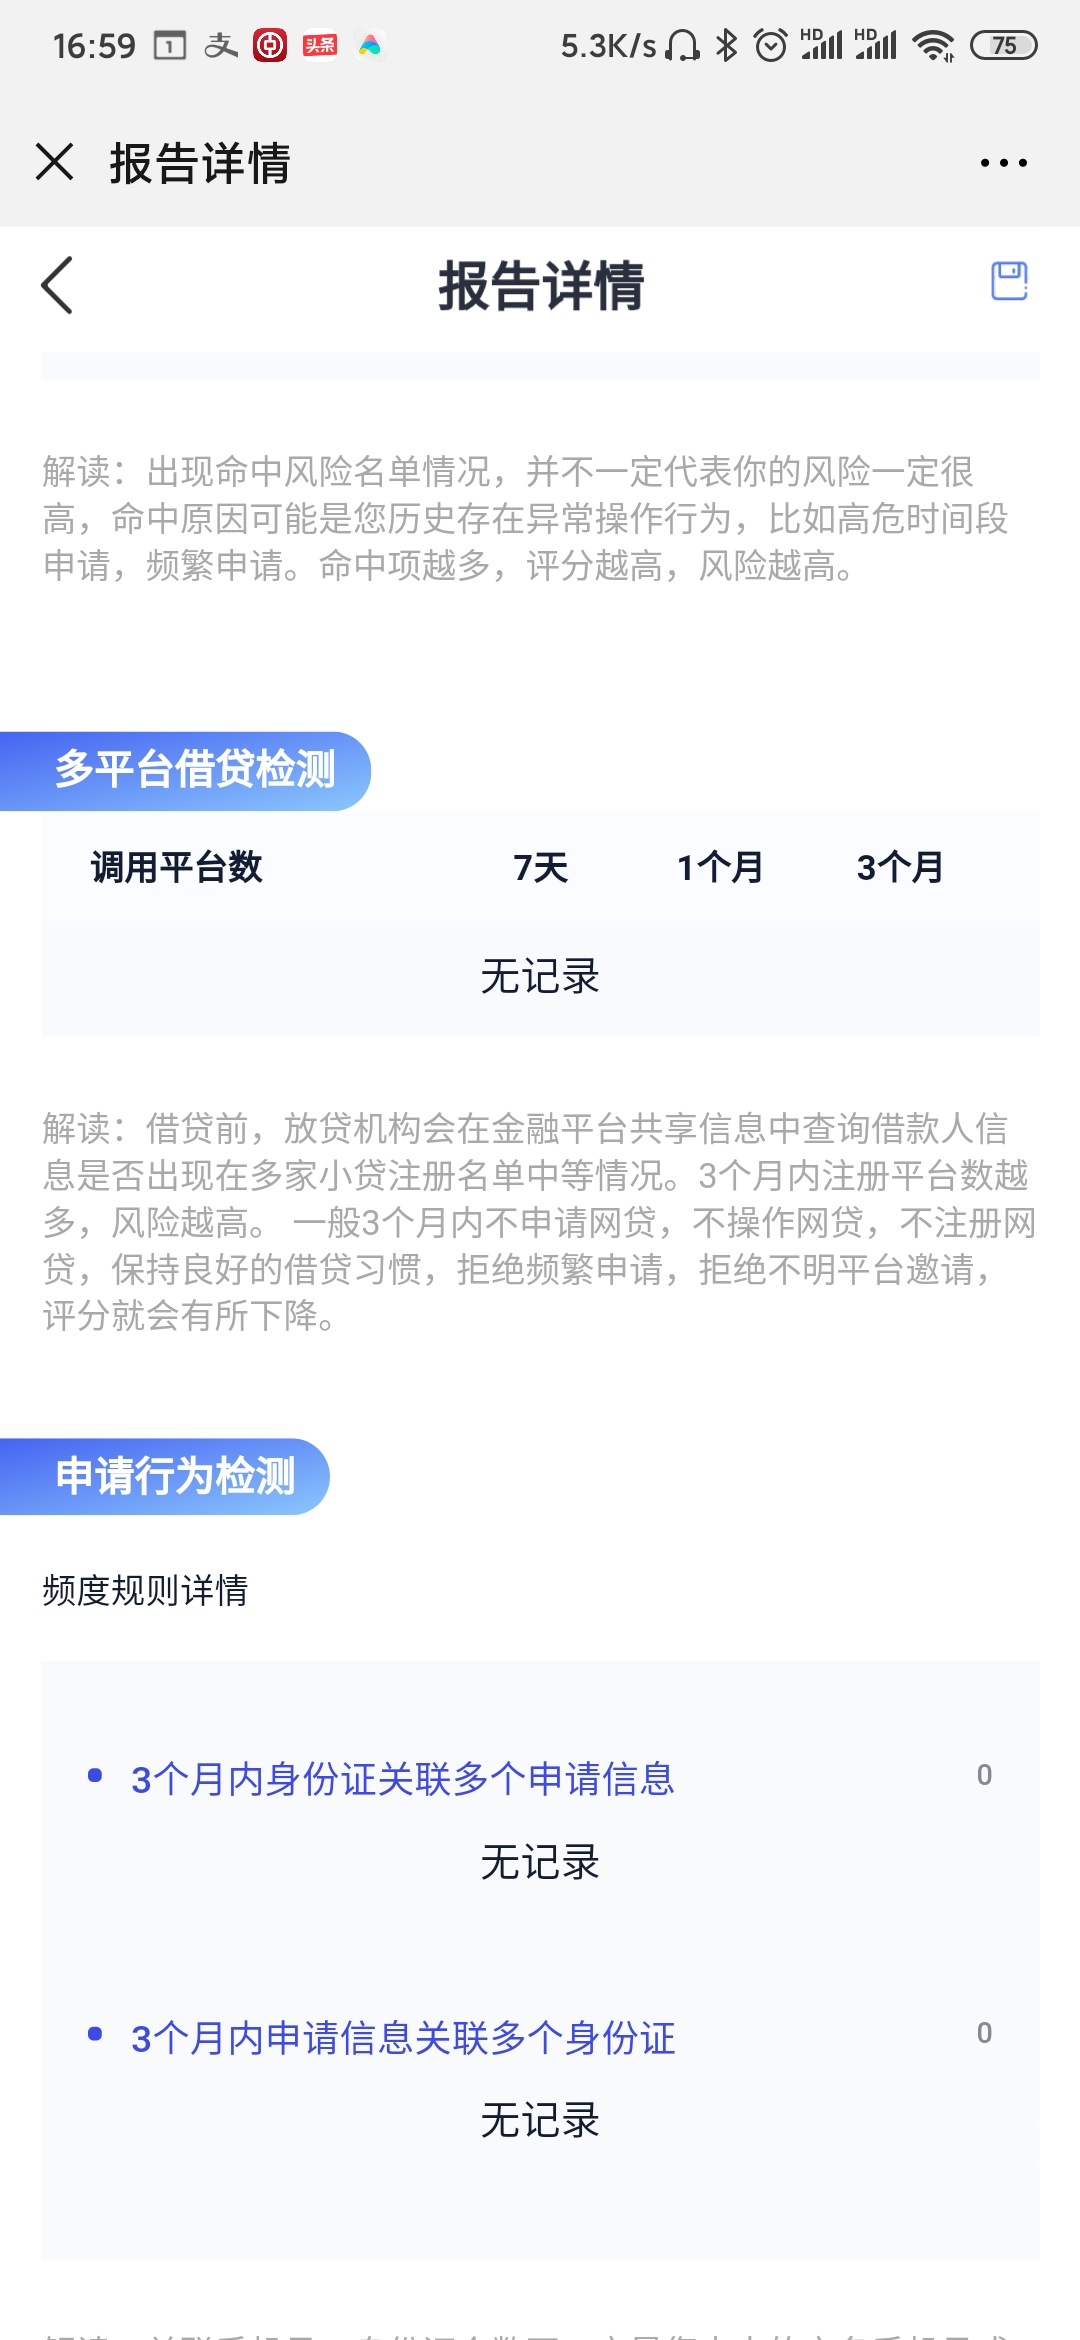 16:59 1 支 头条 5.3K/s HD HD 75
报告详情
报告详情
解读：出现命中风险名单情况，并不一定代表你的风险一定很
高，命中原因可能是您历史存在异常操作行为，比如高危时间段
申请，频繁申请。命中项越多，评分越高，风险越高。
多平台借贷检测
调用平台数 7天 1个月 3个月
无记录
解读：借贷前，放贷机构会在金融平台共享信息中查询借款人信
息是否出现在多家小贷注册名单中等情况。3个月内注册平台数越
多，风险越高。 一般3个月内不申请网贷，不操作网贷，不注册网
贷，保持良好的借贷习惯，拒绝频繁申请，拒绝不明平台邀请，
评分就会有所下降。
申请行为检测
频度规则详情
3个月内身份证关联多个申请信息 0
无记录
3个月内申请信息关联多个身份证 0
无记录